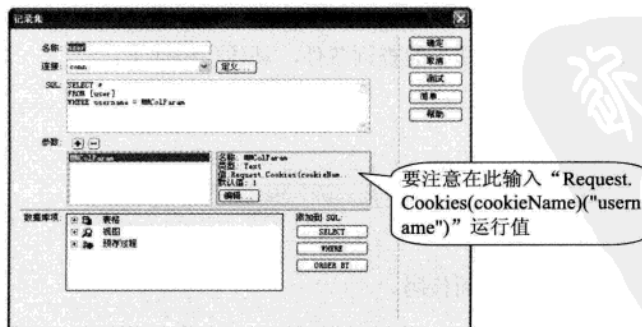 记录集
名称:
连接: conn
定义...
SQL: SELECT *
FROM [user]
WHERE username = MMColParam
参数:
MMColParam
名称: MMColParam
类型: Text
值: Request.Cookies(cookieNam...
默认值: 1
编辑...
数据库项:
表格
视图
预存过程
添加到 SQL:
SELECT
WHERE
ORDER BY
确定
取消
测试
简单...
帮助
要注意在此输入“Request.
Cookies(cookieName)("usern
ame")”运行值